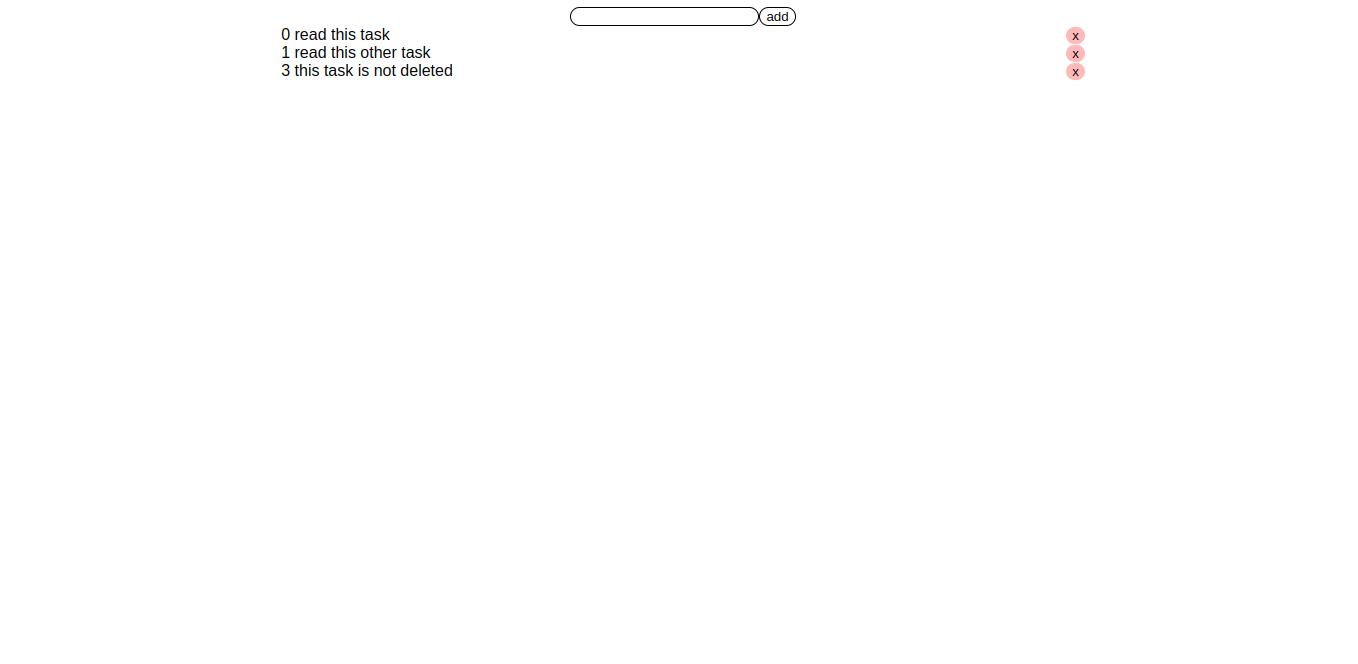 add
0 read this task x
1 read this other task x
3 this task is not deleted x